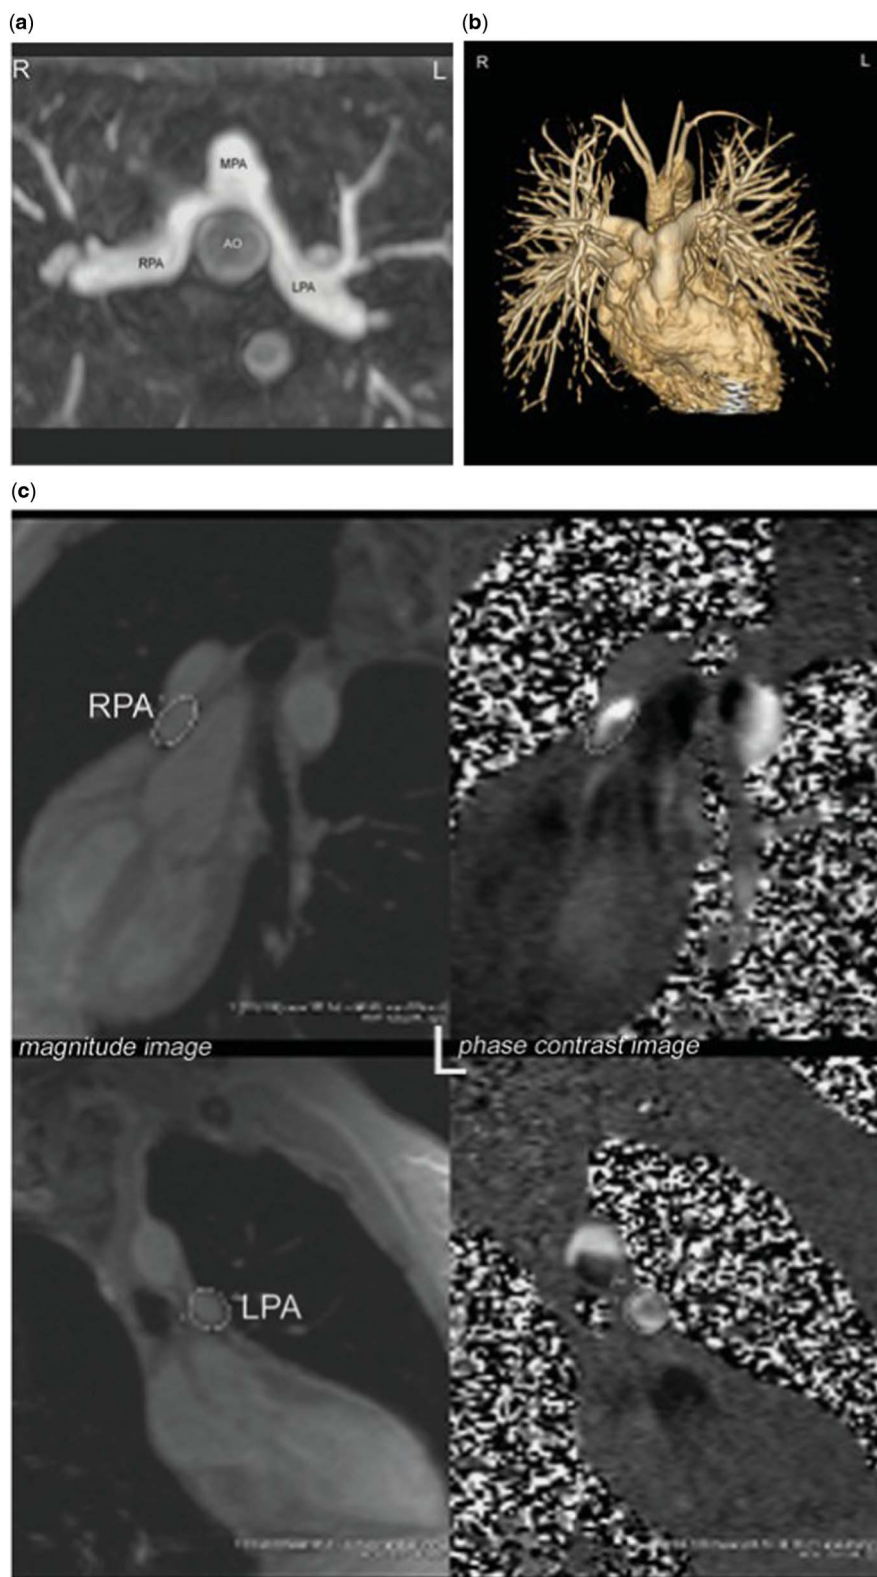 (a)
(b)
R
L
MPA
AO
RPA
LPA
R
L
(c)
RPA
magnitude image
phase contrast image
LPA